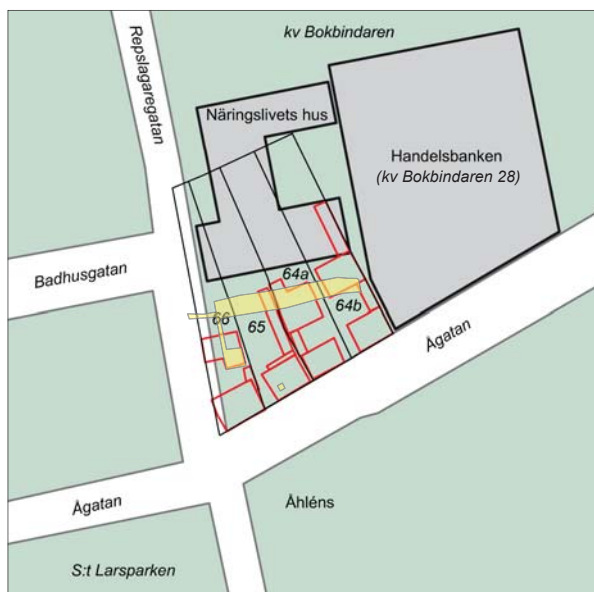 kv Bokbindaren
Repslagaregatan
Näringslivets hus
Handelsbanken
(kv Bokbindaren 28)
Badhusgatan
64a
64b
66
65
Ågatan
Ågatan
Åhléns
S:t Larsparken